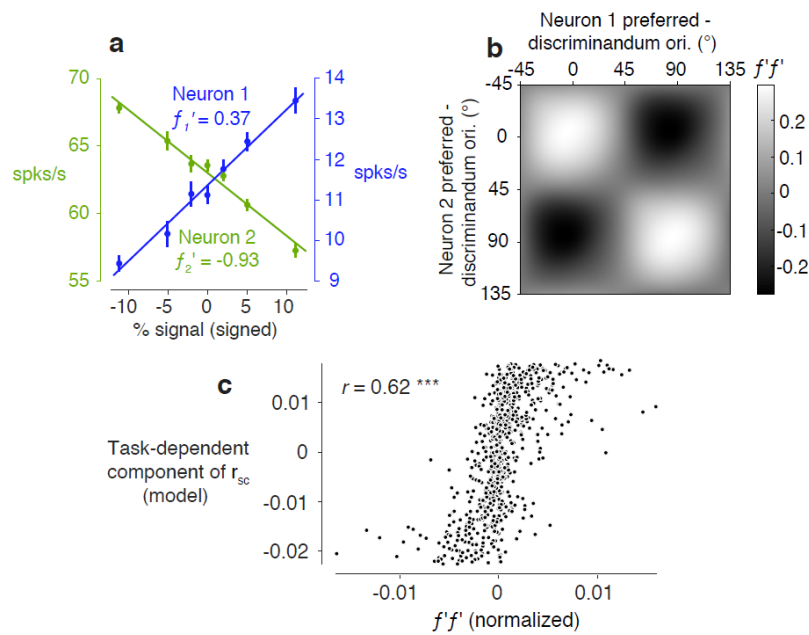 a
70
65
60
55
spks/s
Neuron 1
f₁' = 0.37
Neuron 2
f₂' = -0.93
14
13
12
11
10
9
spks/s
-10 -5 0 5 10
% signal (signed)
b
Neuron 1 preferred -
discriminandum ori. (°)
-45 0 45 90 135
f'f'
Neuron 2 preferred -
discriminandum ori. (°)
-45
0
45
90
135
0.2
0.1
0
-0.1
-0.2
c
r = 0.62 ***
Task-dependent
component of rsc
(model)
0.01
0
-0.01
-0.02
-0.01 0 0.01
f'f' (normalized)